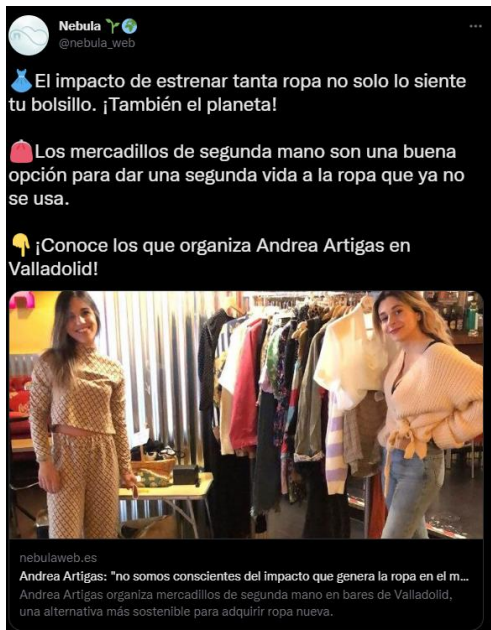 Nebula 🌱🌍
@nebula_web
👗El impacto de estrenar tanta ropa no solo lo siente
tu bolsillo. ¡También el planeta!
👛Los mercadillos de segunda mano son una buena
opción para dar una segunda vida a la ropa que ya no
se usa.
👇¡Conoce los que organiza Andrea Artigas en
Valladolid!
nebulaweb.es
Andrea Artigas: "no somos conscientes del impacto que genera la ropa en el m...
Andrea Artigas organiza mercadillos de segunda mano en bares de Valladolid,
una alternativa más sostenible para adquirir ropa nueva.